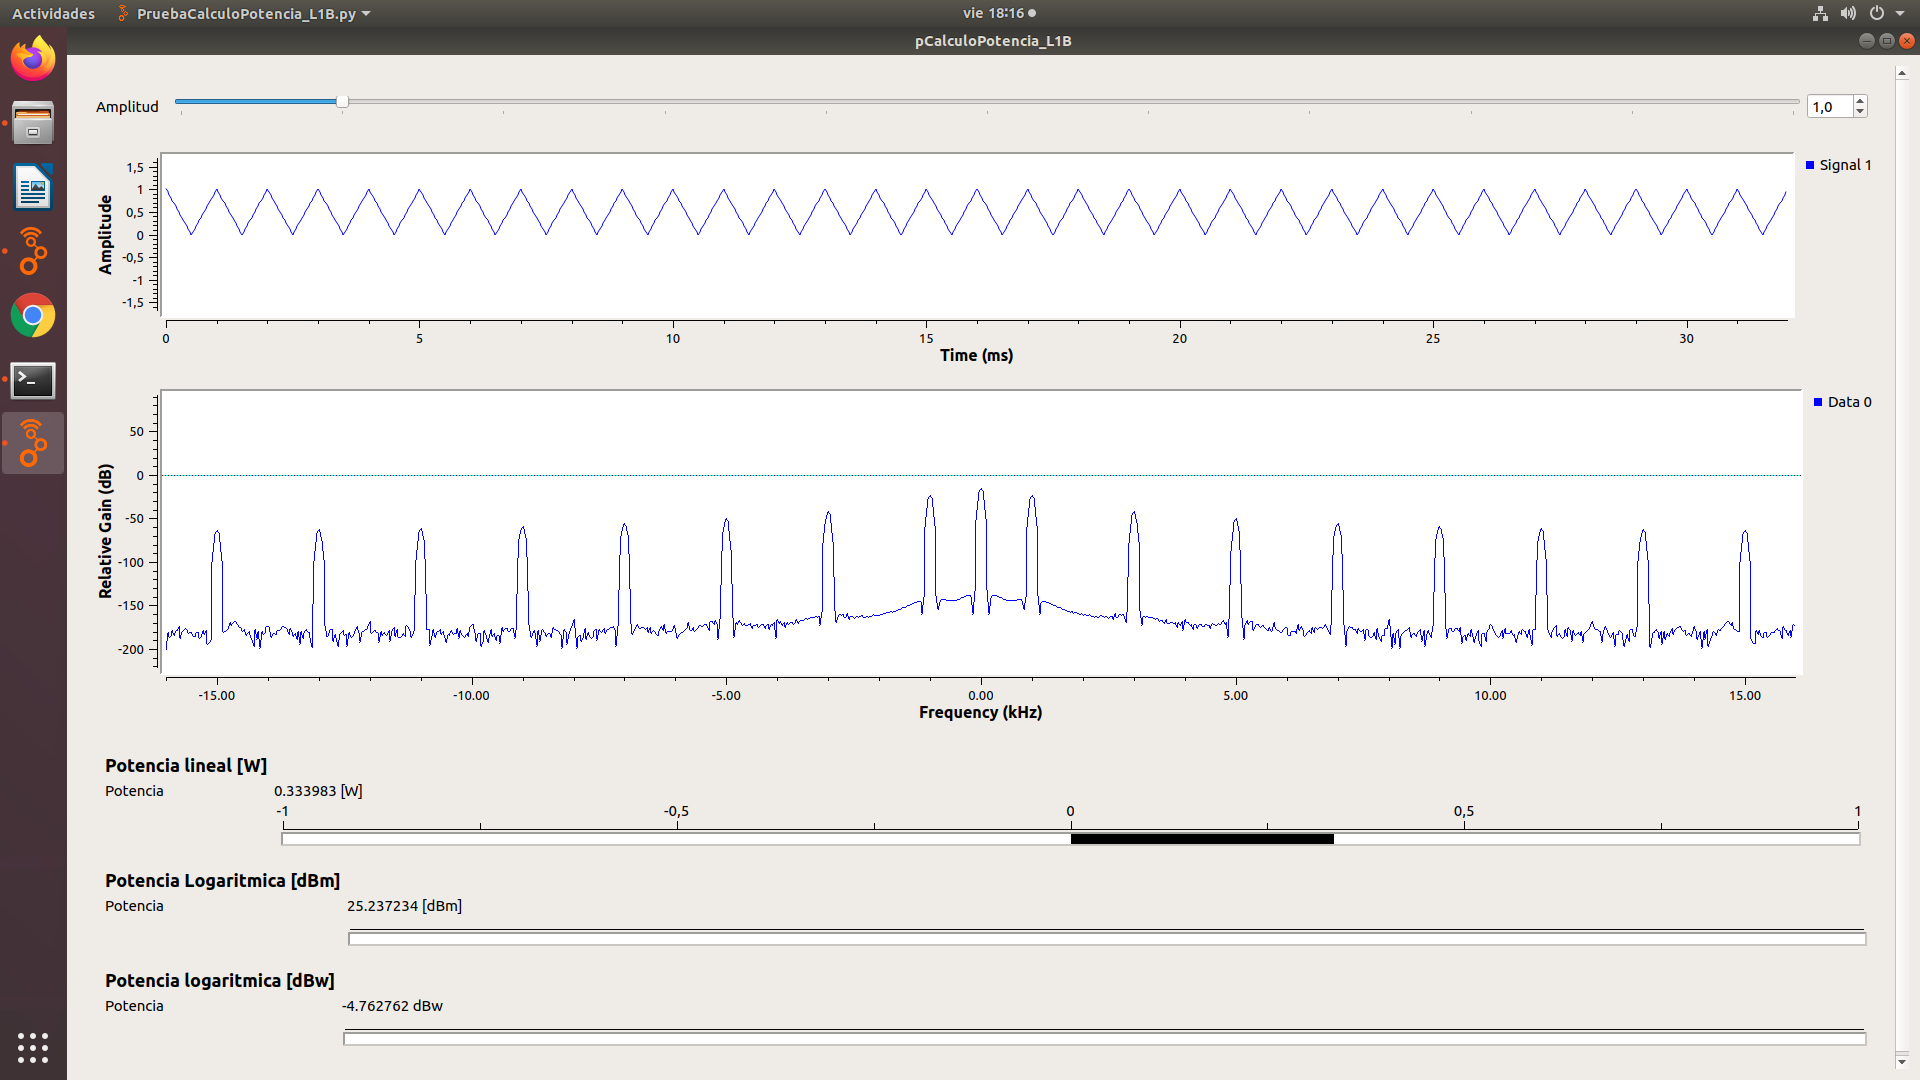 Actividades PruebaCalculoPotencia_L1B.py vie 18:16
pCalculoPotencia_L1B
Amplitud 1,0
Signal 1
Amplitude
1,5
1
0,5
0
-0,5
-1
-1,5
0 5 10 15 20 25 30
Time (ms)
Data 0
Relative Gain (dB)
50
0
-50
-100
-150
-200
-15.00 -10.00 -5.00 0.00 5.00 10.00 15.00
Frequency (kHz)
Potencia lineal [W]
Potencia 0.333983 [W]
-1 -0,5 0 0,5 1
Potencia Logaritmica [dBm]
Potencia 25.237234 [dBm]
Potencia logaritmica [dBw]
Potencia -4.762762 dBw